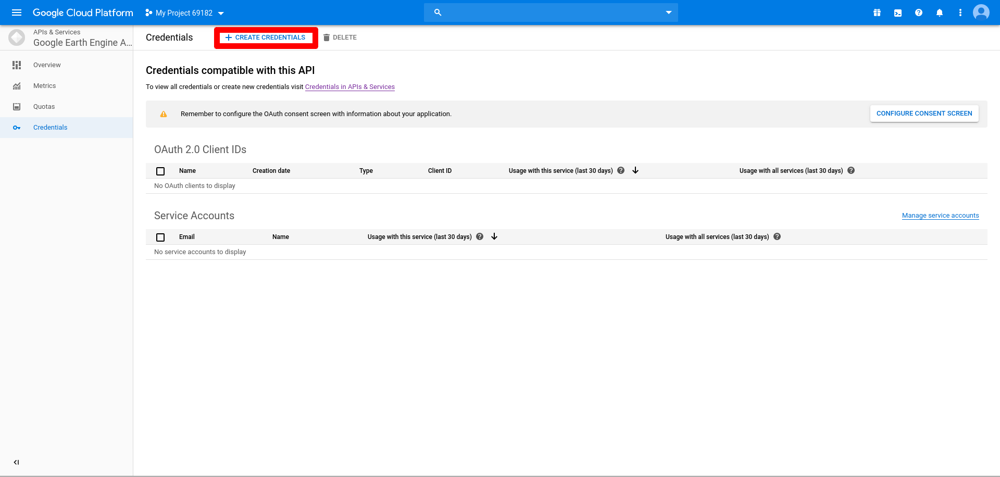 Google Cloud Platform My Project 69182
APIs & Services
Google Earth Engine A...
Credentials CREATE CREDENTIALS DELETE
Overview
Metrics
Quotas
Credentials
Credentials compatible with this API
To view all credentials or create new credentials visit Credentials in APIs & Services
Remember to configure the OAuth consent screen with information about your application. CONFIGURE CONSENT SCREEN
OAuth 2.0 Client IDs
Name Creation date Type Client ID Usage with this service (last 30 days) Usage with all services (last 30 days)
No OAuth clients to display
Service Accounts Manage service accounts
Email Name Usage with this service (last 30 days) Usage with all services (last 30 days)
No service accounts to display